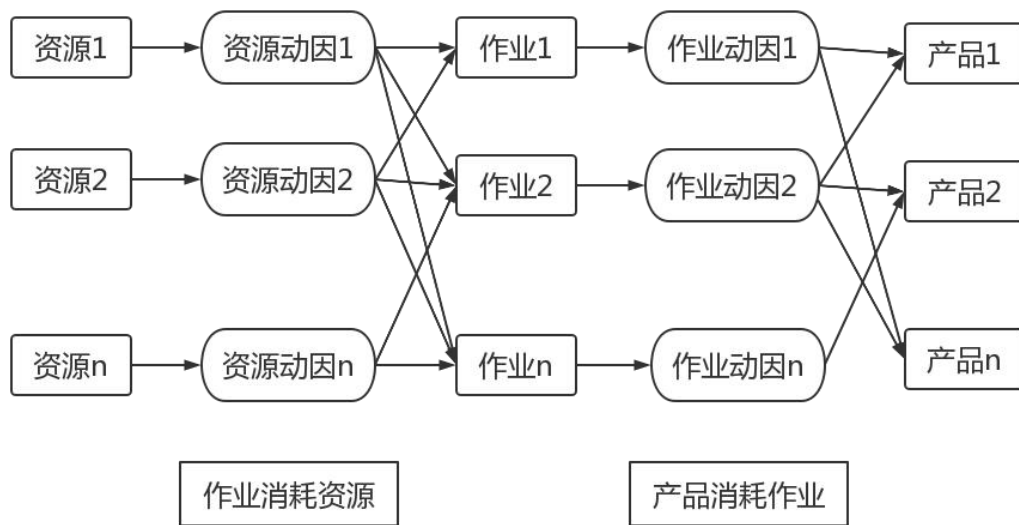 资源1 资源动因1 作业1 作业动因1 产品1
资源2 资源动因2 作业2 作业动因2 产品2
资源n 资源动因n 作业n 作业动因n 产品n
作业消耗资源 产品消耗作业